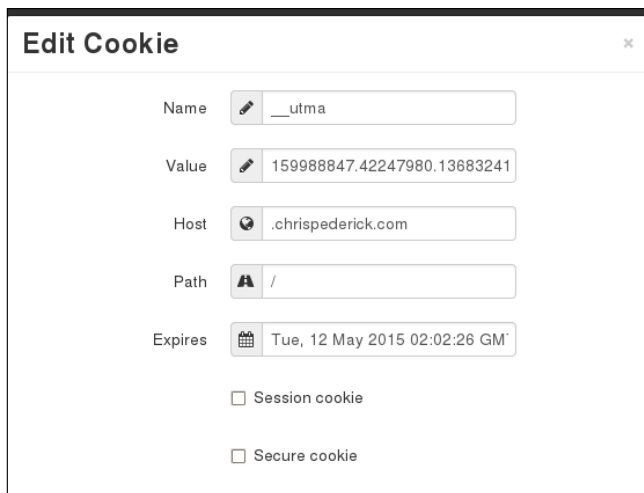 Edit Cookie ×
Name __utma
Value 159988847.42247980.13683241
Host .chrispederick.com
Path /
Expires Tue, 12 May 2015 02:02:26 GM
Session cookie
Secure cookie